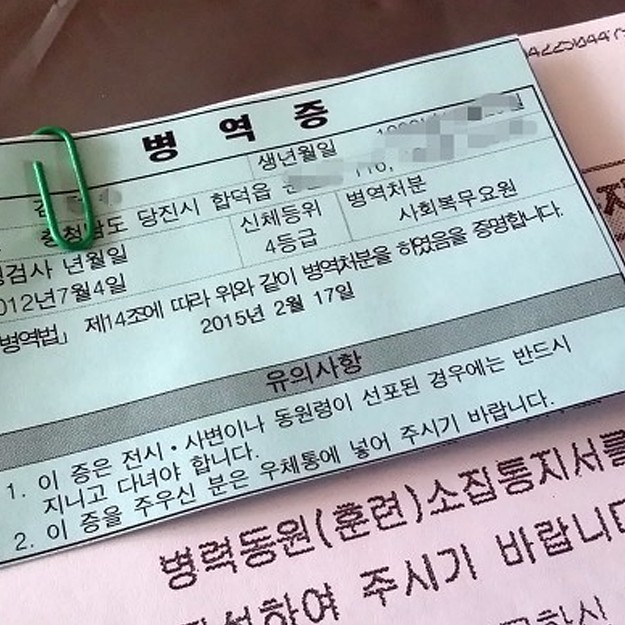 병 역 증
생년월일
충청남도 당진시 합덕읍 116,
신체등위 병역처분
4등급 사회복무요원
검사 년월일
012년7월4일
병역법」 제14조에 따라 위와 같이 병역처분을 하였음을 증명합니다.
2015년 2월 17일
유의사항
1. 이 증은 전시·사변이나 동원령이 선포된 경우에는 반드시
지니고 다녀야 합니다.
2. 이 증을 주우신 분은 우체통에 넣어 주시기 바랍니다.
병력동원(훈련)소집통지서를
하여 주시기 바랍니다